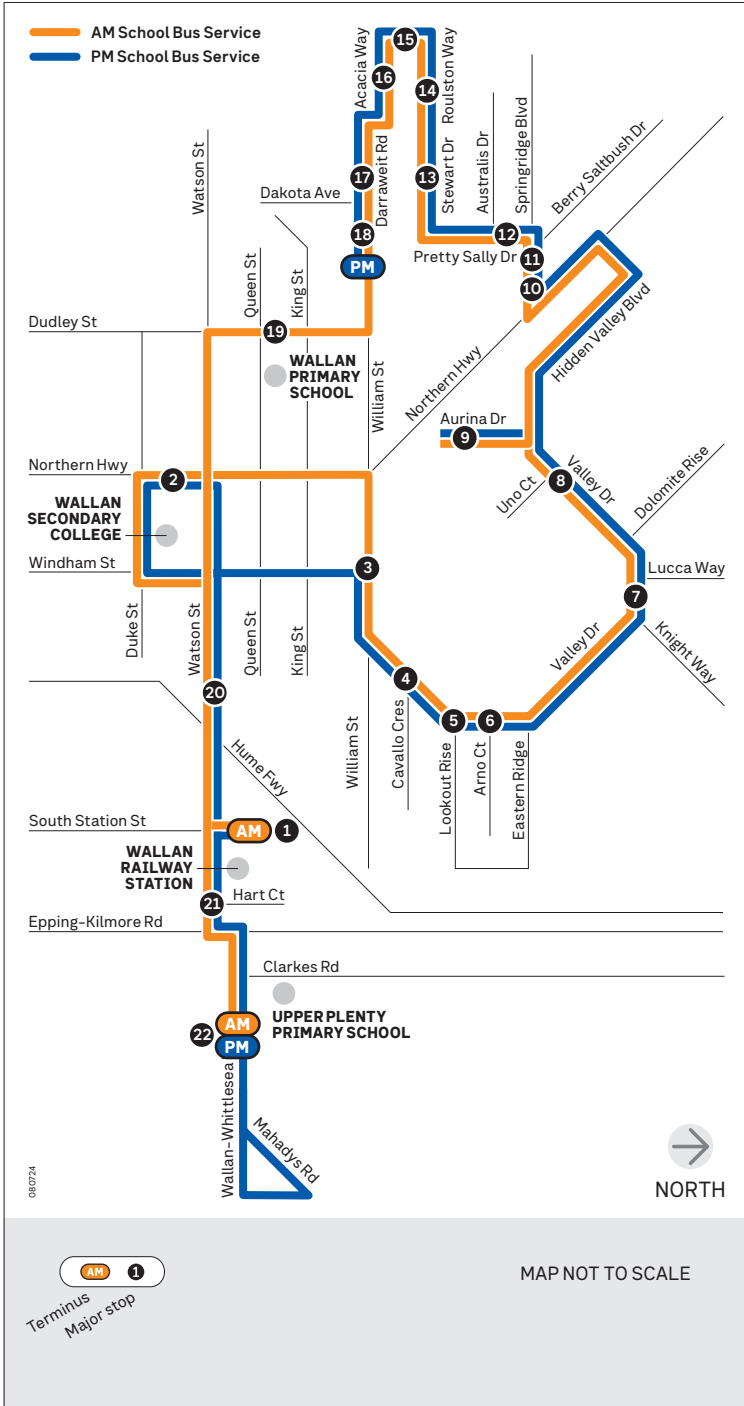 AM School Bus Service
PM School Bus Service
Acacia Way
15
Roulston Way
16
14
Watson St
Darraweit Rd
Stewart Dr
Australis Dr
Springridge Blvd
Berry Saltbush Dr
17
13
Dakota Ave
18
12
PM
Pretty Sally Dr
11
10
Queen St
King St
Hidden Valley Blvd
Dudley St
19
WALLAN
PRIMARY
SCHOOL
William St
Northern Hwy
Aurina Dr
9
Northern Hwy
2
Uno Ct
8
Valley Dr
Dolomite Rise
WALLAN
SECONDARY
COLLEGE
Windham St
3
Lucca Way
7
Duke St
Watson St
Queen St
King St
Valley Dr
Knight Way
20
4
William St
Cavallo Cres
5
6
Lookout Rise
Arno Ct
Eastern Ridge
Hume Fwy
South Station St
AM
1
WALLAN
RAILWAY
STATION
21
Hart Ct
Epping–Kilmore Rd
Clarkes Rd
22
AM
PM
UPPER PLENTY
PRIMARY SCHOOL
Wallan–Whittlesea
Mahadys Rd
080724
NORTH
AM
1
Terminus
Major stop
MAP NOT TO SCALE